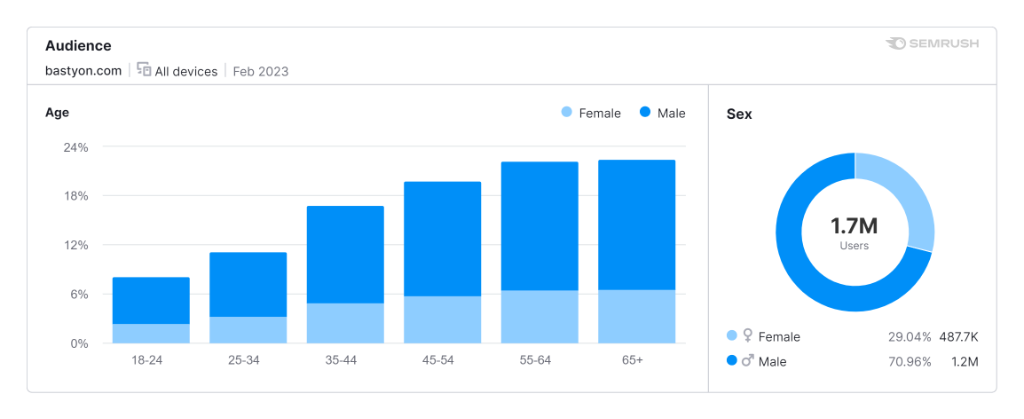 Audience
SEMRUSH
bastyon.com All devices Feb 2023
Age
Female Male
24%
18%
12%
6%
0%
18-24 25-34 35-44 45-54 55-64 65+
Sex
1.7M
Users
Female 29.04% 487.7K
Male 70.96% 1.2M